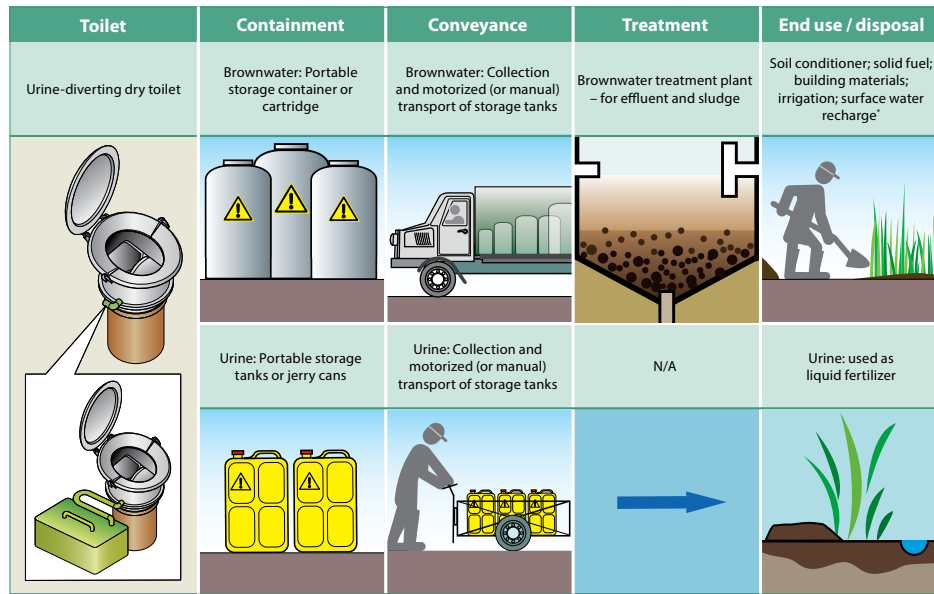 Toilet
Containment
Conveyance
Treatment
End use / disposal
Urine-diverting dry toilet
Brownwater: Portable
storage container or
cartridge
Brownwater: Collection
and motorized (or manual)
transport of storage tanks
Brownwater treatment plant
– for effluent and sludge
Soil conditioner; solid fuel;
building materials;
irrigation; surface water
recharge*
Urine: Portable storage
tanks or jerry cans
Urine: Collection and
motorized (or manual)
transport of storage tanks
N/A
Urine: used as
liquid fertilizer